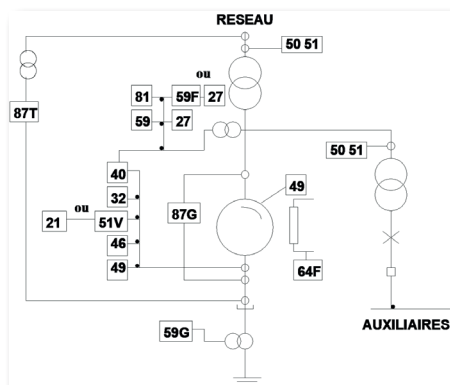 RESEAU
50 51
ou
81 59F 27
87T
59 27
50 51
40
49
32
ou
21 51V
87G
46
49
64F
59G
AUXILIAIRES